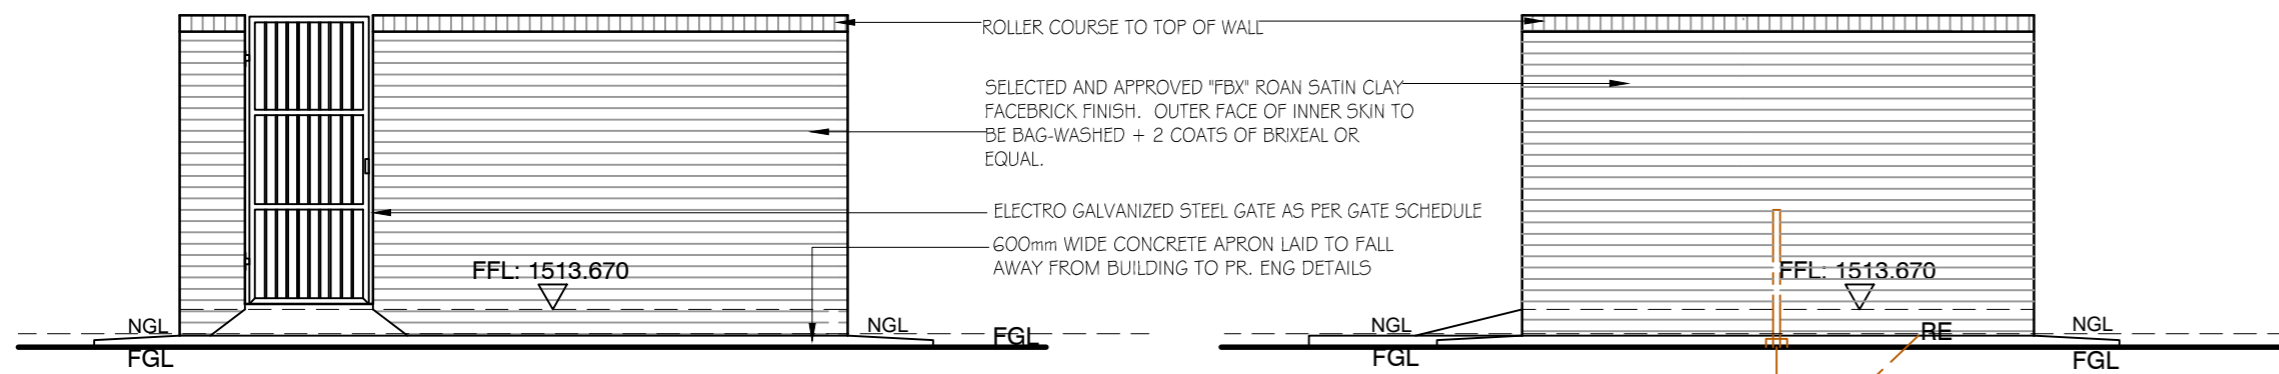 ROLLER COURSE TO TOP OF WALL
SELECTED AND APPROVED "FBX" ROAN SATIN CLAY
FACEBRICK FINISH. OUTER FACE OF INNER SKIN TO
BE BAG-WASHED + 2 COATS OF BRIXEAL OR
EQUAL.
ELECTRO GALVANIZED STEEL GATE AS PER GATE SCHEDULE
600mm WIDE CONCRETE APRON LAID TO FALL
AWAY FROM BUILDING TO PR. ENG DETAILS
FFL: 1513.670
FFL: 1513.670
NGL
NGL
FGL
FGL
NGL
RE
NGL
FGL
FGL